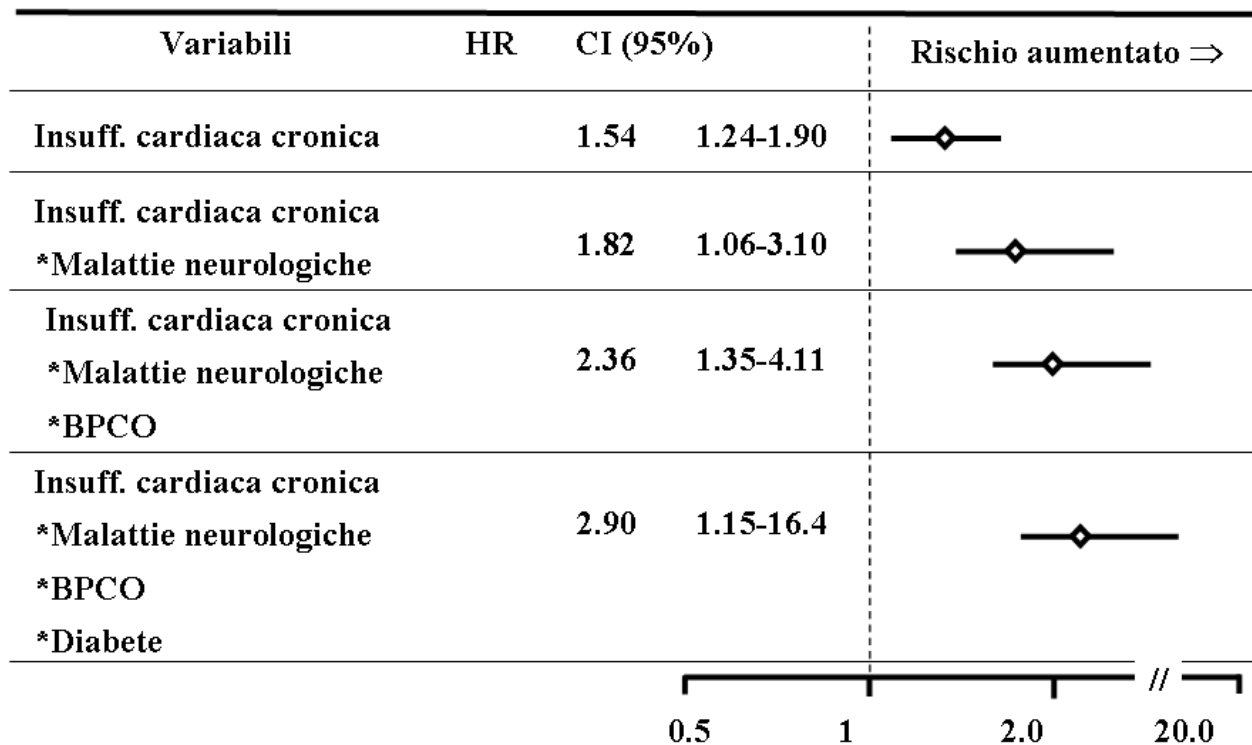 Variabili HR CI (95%) Rischio aumentato ⇒
Insuff. cardiaca cronica 1.54 1.24-1.90
Insuff. cardiaca cronica
*Malattie neurologiche 1.82 1.06-3.10
Insuff. cardiaca cronica
*Malattie neurologiche 2.36 1.35-4.11
*BPCO
Insuff. cardiaca cronica
*Malattie neurologiche 2.90 1.15-16.4
*BPCO
*Diabete
//
0.5 1 2.0 20.0